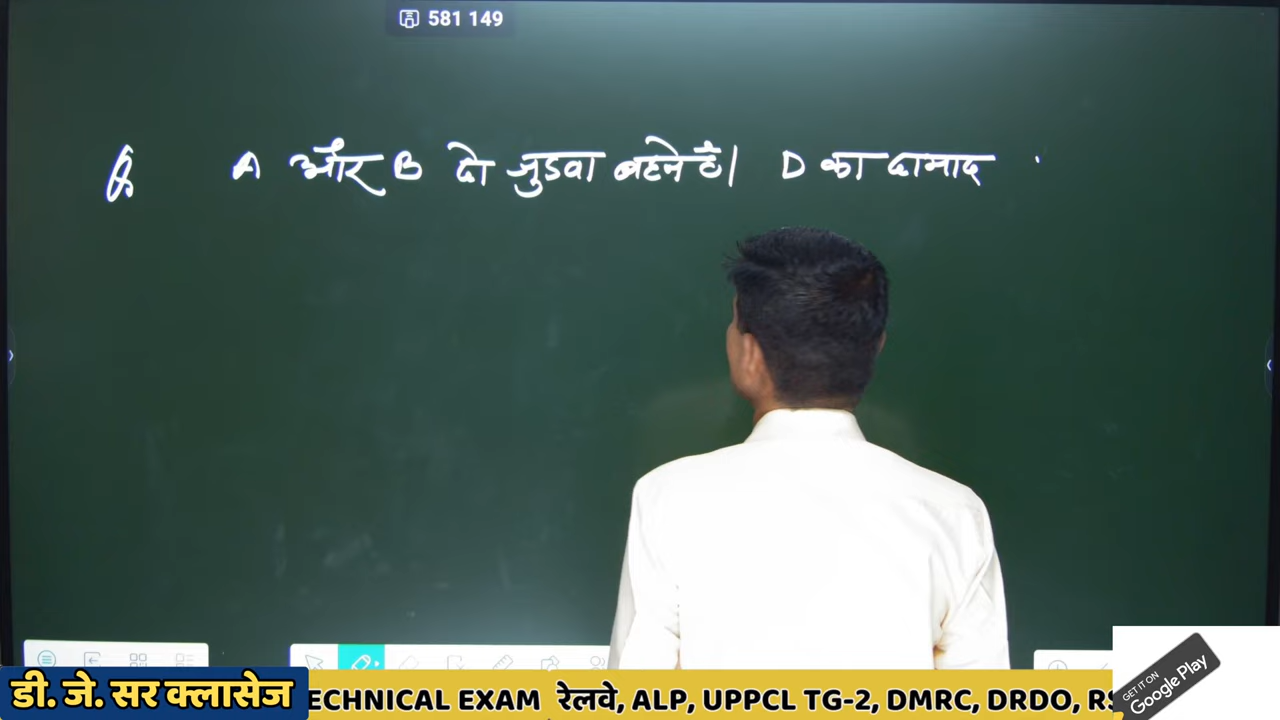 581 149
Q A और B दो जुडवा बहने है। D का दामाद
डी. जे. सर क्लासेज
ECHNICAL EXAM रेलवे, ALP, UPPCL TG-2, DMRC, DRDO, RS
GET IT ON
Google Play